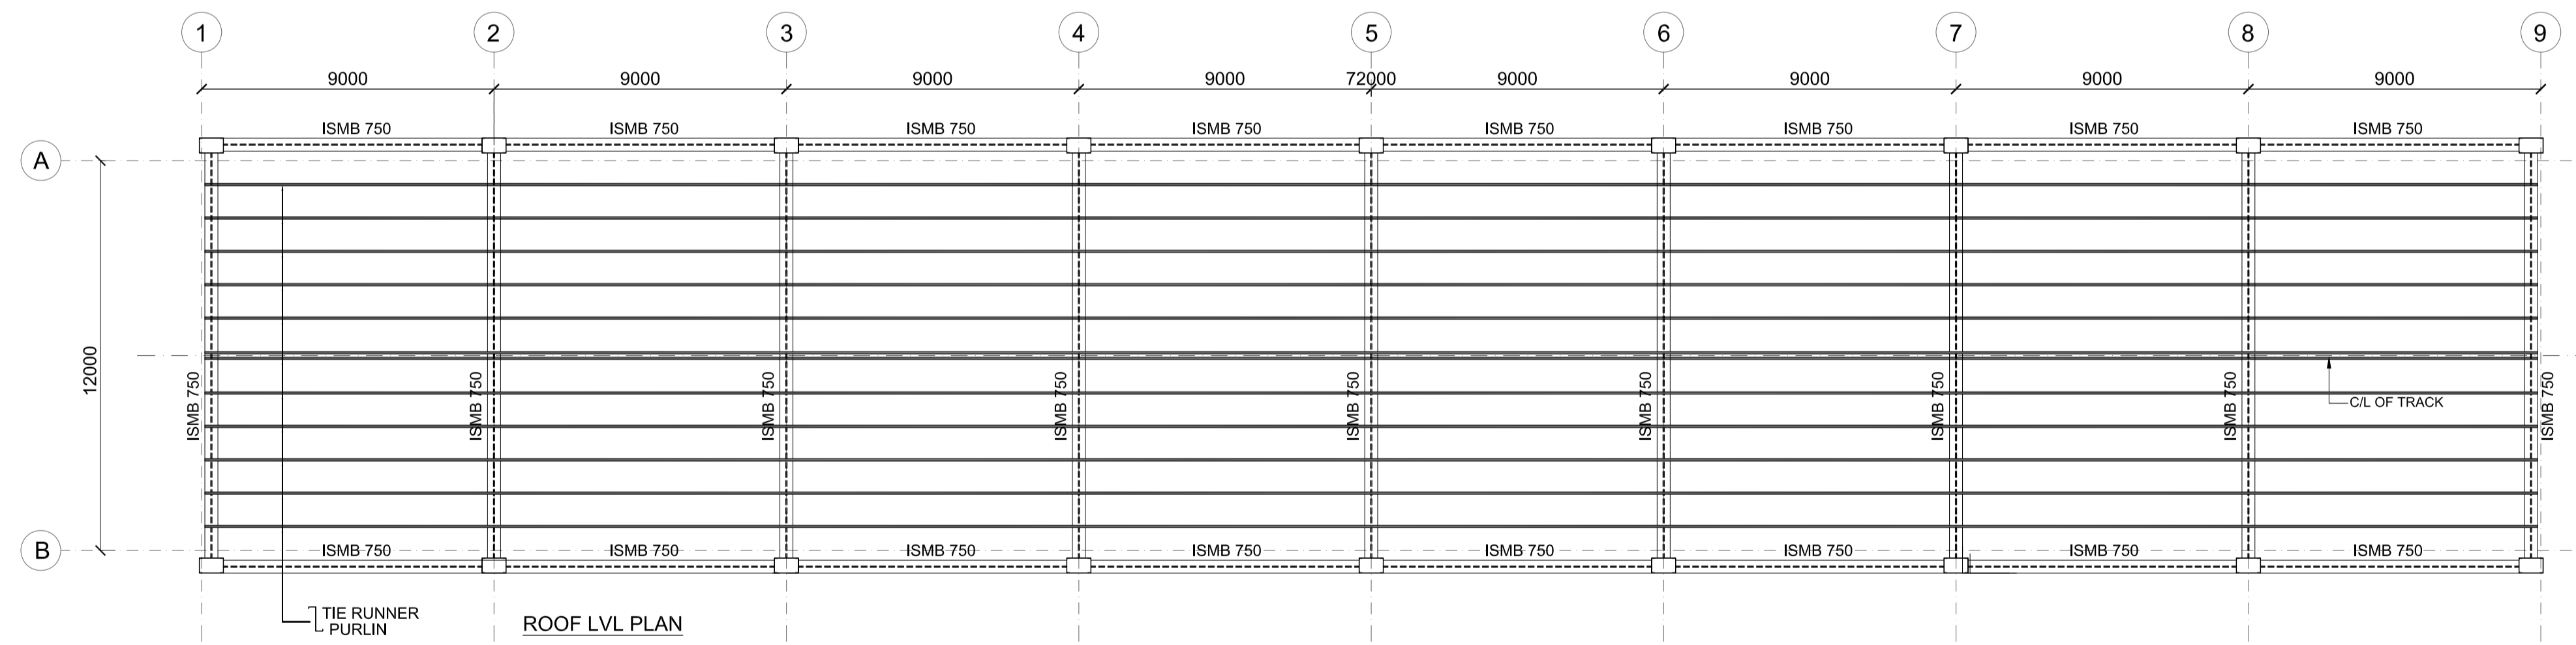 1 2 3 4 5 6 7 8 9
9000 9000 9000 9000 72000 9000 9000 9000 9000
ISMB 750 ISMB 750 ISMB 750 ISMB 750 ISMB 750 ISMB 750 ISMB 750 ISMB 750
A
12000
ISMB 750 ISMB 750 ISMB 750 ISMB 750 ISMB 750 ISMB 750 ISMB 750 ISMB 750 ISMB 750
C/L OF TRACK
B
ISMB 750 ISMB 750 ISMB 750 ISMB 750 ISMB 750 ISMB 750 ISMB 750 ISMB 750
TIE RUNNER
PURLIN
ROOF LVL PLAN